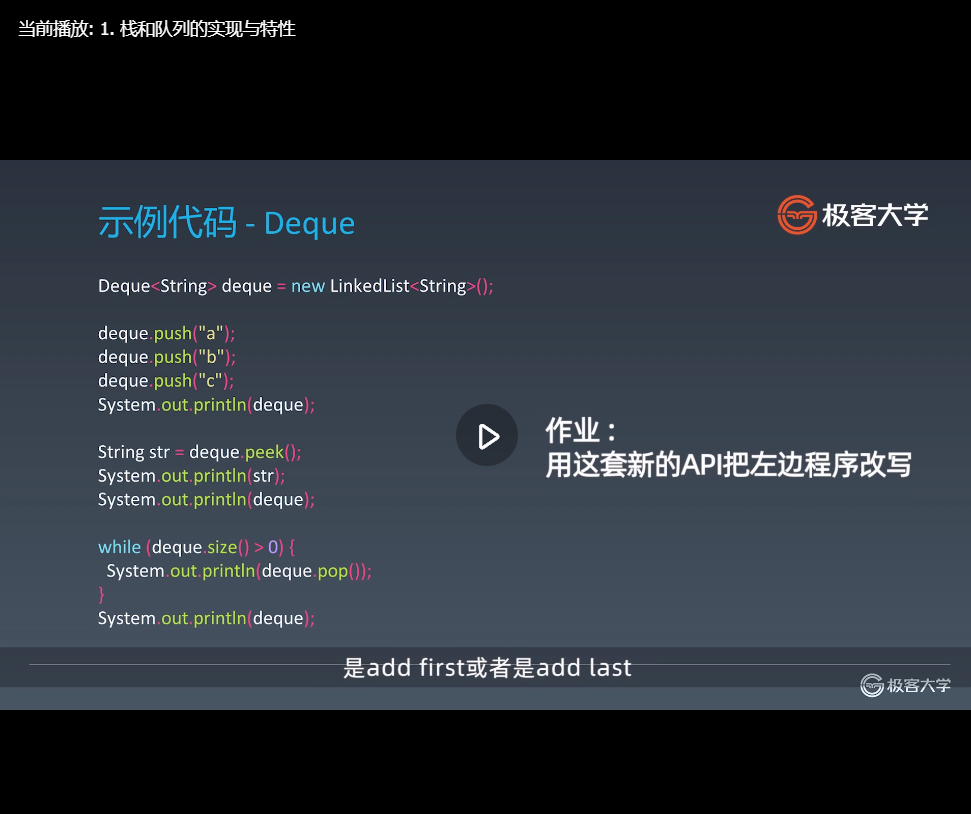 当前播放: 1. 栈和队列的实现与特性
示例代码 - Deque
极客大学
Deque<String> deque = new LinkedList<String>();
deque.push("a");
deque.push("b");
deque.push("c");
System.out.println(deque);
String str = deque.peek();
System.out.println(str);
System.out.println(deque);
while (deque.size() > 0) {
System.out.println(deque.pop());
}
System.out.println(deque);
作业：
用这套新的API把左边程序改写
是add first或者是add last
极客大学